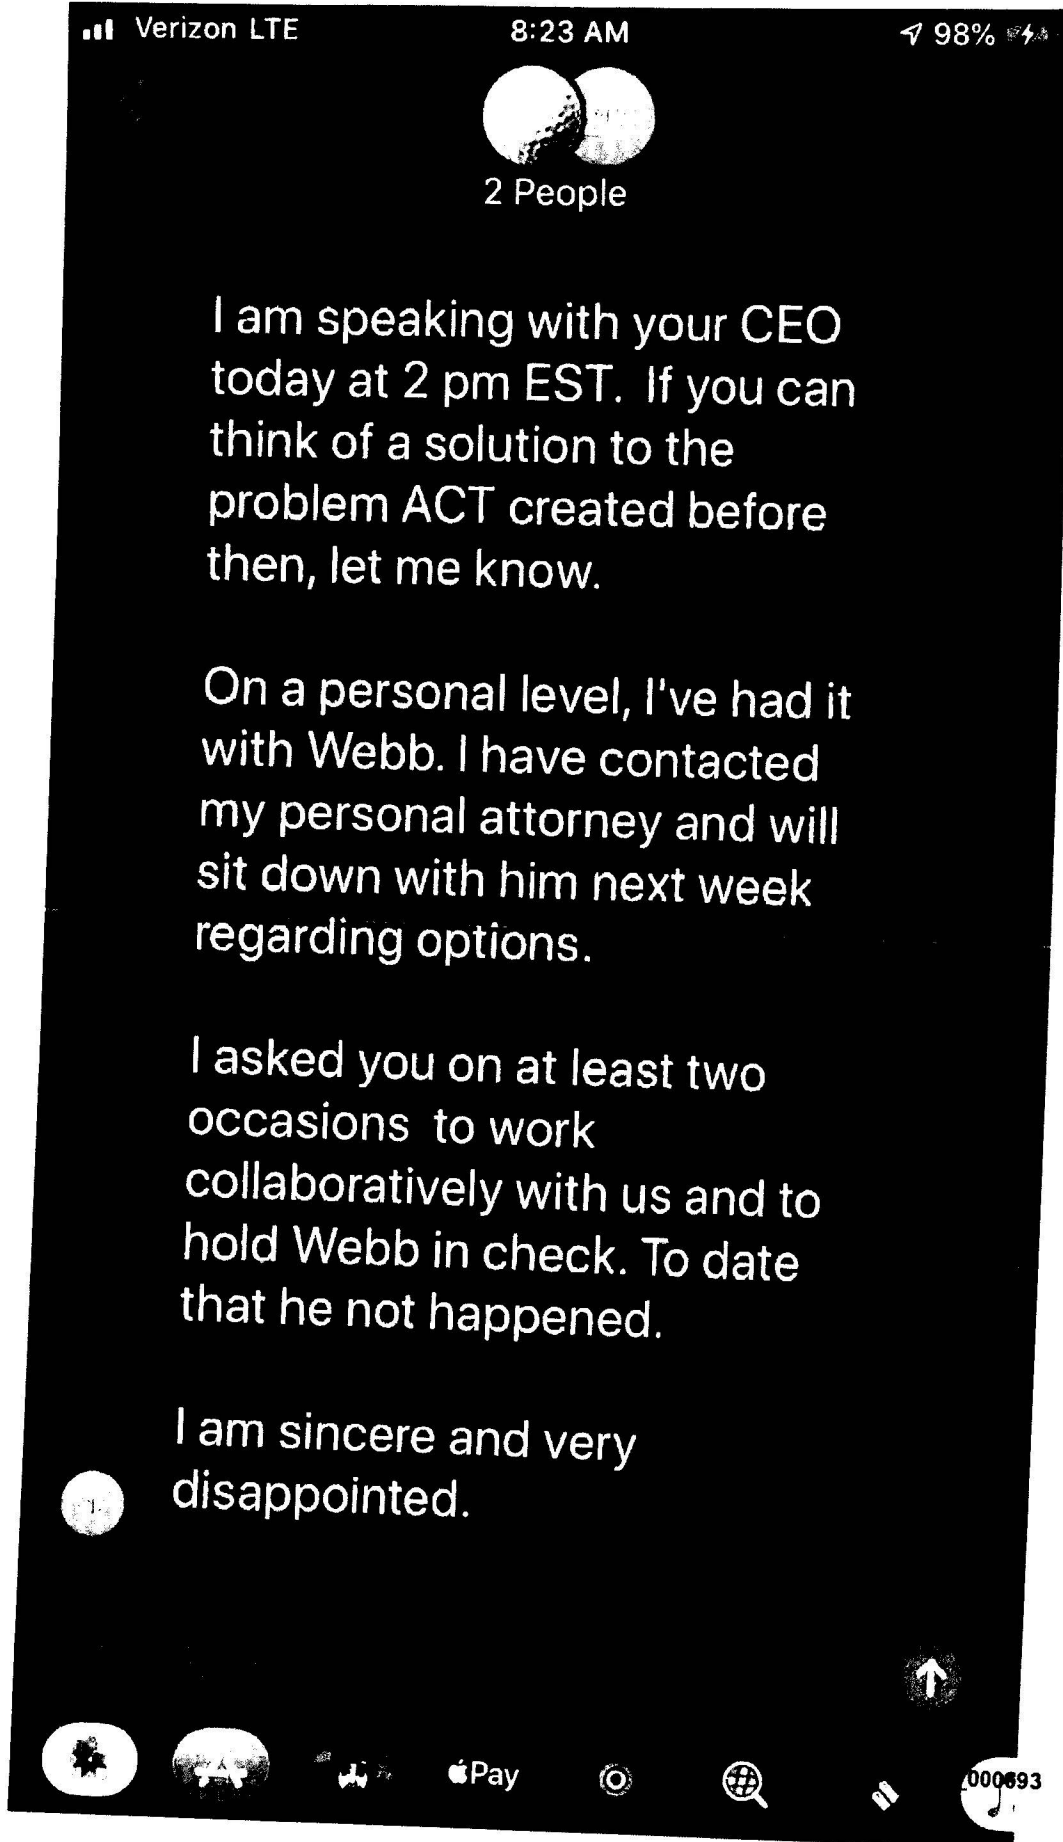 Verizon LTE 8:23 AM 98%
2 People
I am speaking with your CEO
today at 2 pm EST. If you can
think of a solution to the
problem ACT created before
then, let me know.
On a personal level, I've had it
with Webb. I have contacted
my personal attorney and will
sit down with him next week
regarding options.
I asked you on at least two
occasions to work
collaboratively with us and to
hold Webb in check. To date
that he not happened.
I am sincere and very
disappointed.
Pay
000693